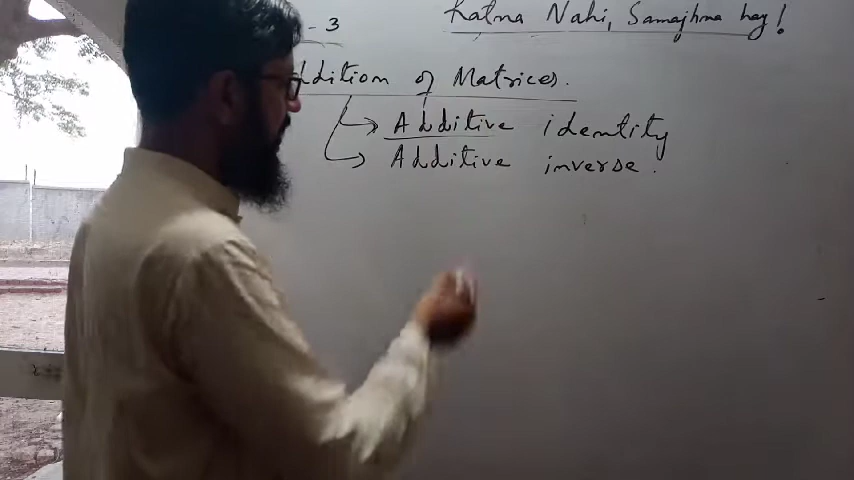 - 3
Ratna Nahi, Samajhna hay!
Addition of Matrices.
Additive identity
Additive inverse.